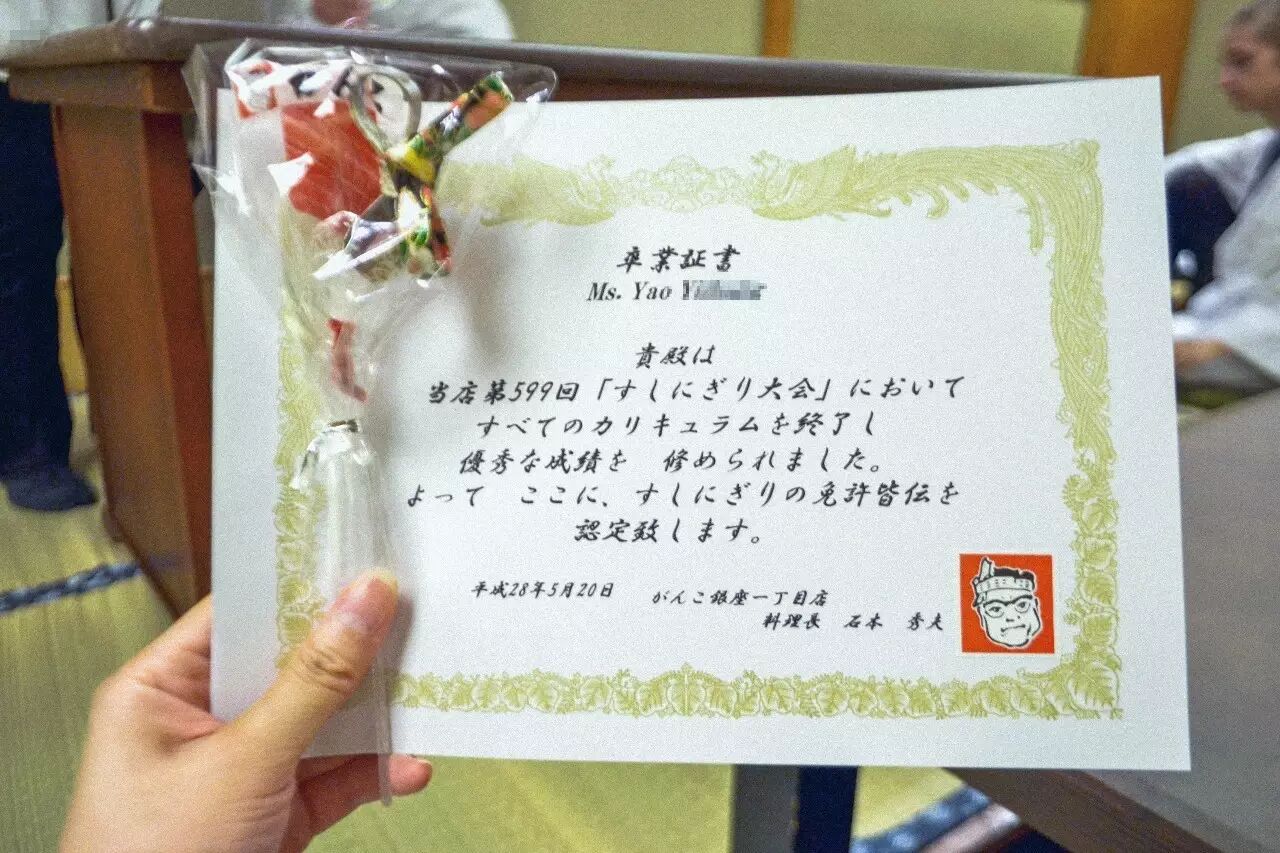 卒業証書
Ms. Yao
貴殿は
当店第599回「すしにぎり大会」において
すべてのカリキュラムを終了し
優秀な成績を 修められました。
よって ここに、すしにぎりの免許皆伝を
認定致します。
平成28年5月20日 がんこ銀座一丁目店
料理長 石本 秀夫